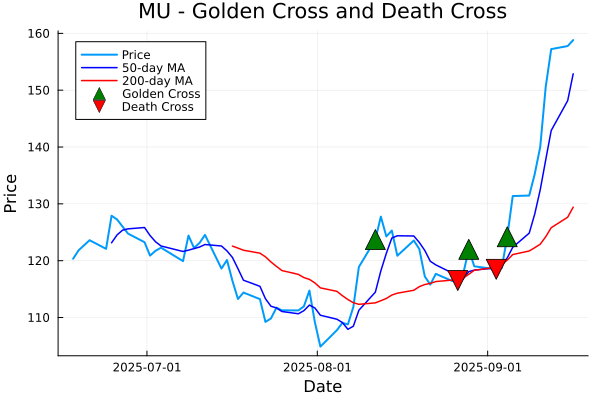 MU - Golden Cross and Death Cross
160
150
140
130
120
110
Price
Price
50-day MA
200-day MA
Golden Cross
Death Cross
2025-07-01
2025-08-01
2025-09-01
Date